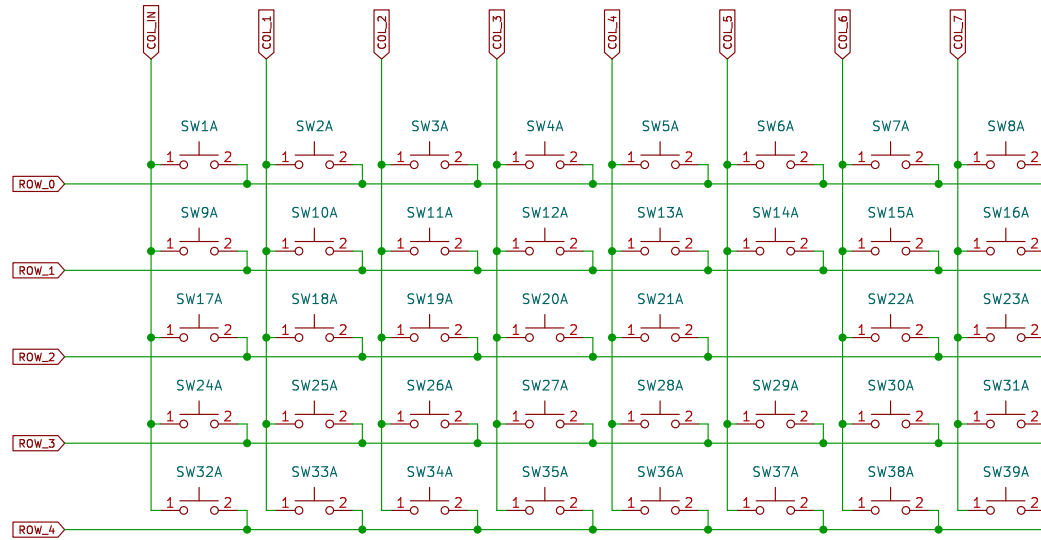 COL_IN COL_1 COL_2 COL_3 COL_4 COL_5 COL_6 COL_7
SW1A SW2A SW3A SW4A SW5A SW6A SW7A SW8A
1 2 1 2 1 2 1 2 1 2 1 2 1 2 1 2
ROW_0
SW9A SW10A SW11A SW12A SW13A SW14A SW15A SW16A
1 2 1 2 1 2 1 2 1 2 1 2 1 2 1 2
ROW_1
SW17A SW18A SW19A SW20A SW21A SW22A SW23A
1 2 1 2 1 2 1 2 1 2 1 2 1 2
ROW_2
SW24A SW25A SW26A SW27A SW28A SW29A SW30A SW31A
1 2 1 2 1 2 1 2 1 2 1 2 1 2 1 2
ROW_3
SW32A SW33A SW34A SW35A SW36A SW37A SW38A SW39A
1 2 1 2 1 2 1 2 1 2 1 2 1 2 1 2
ROW_4